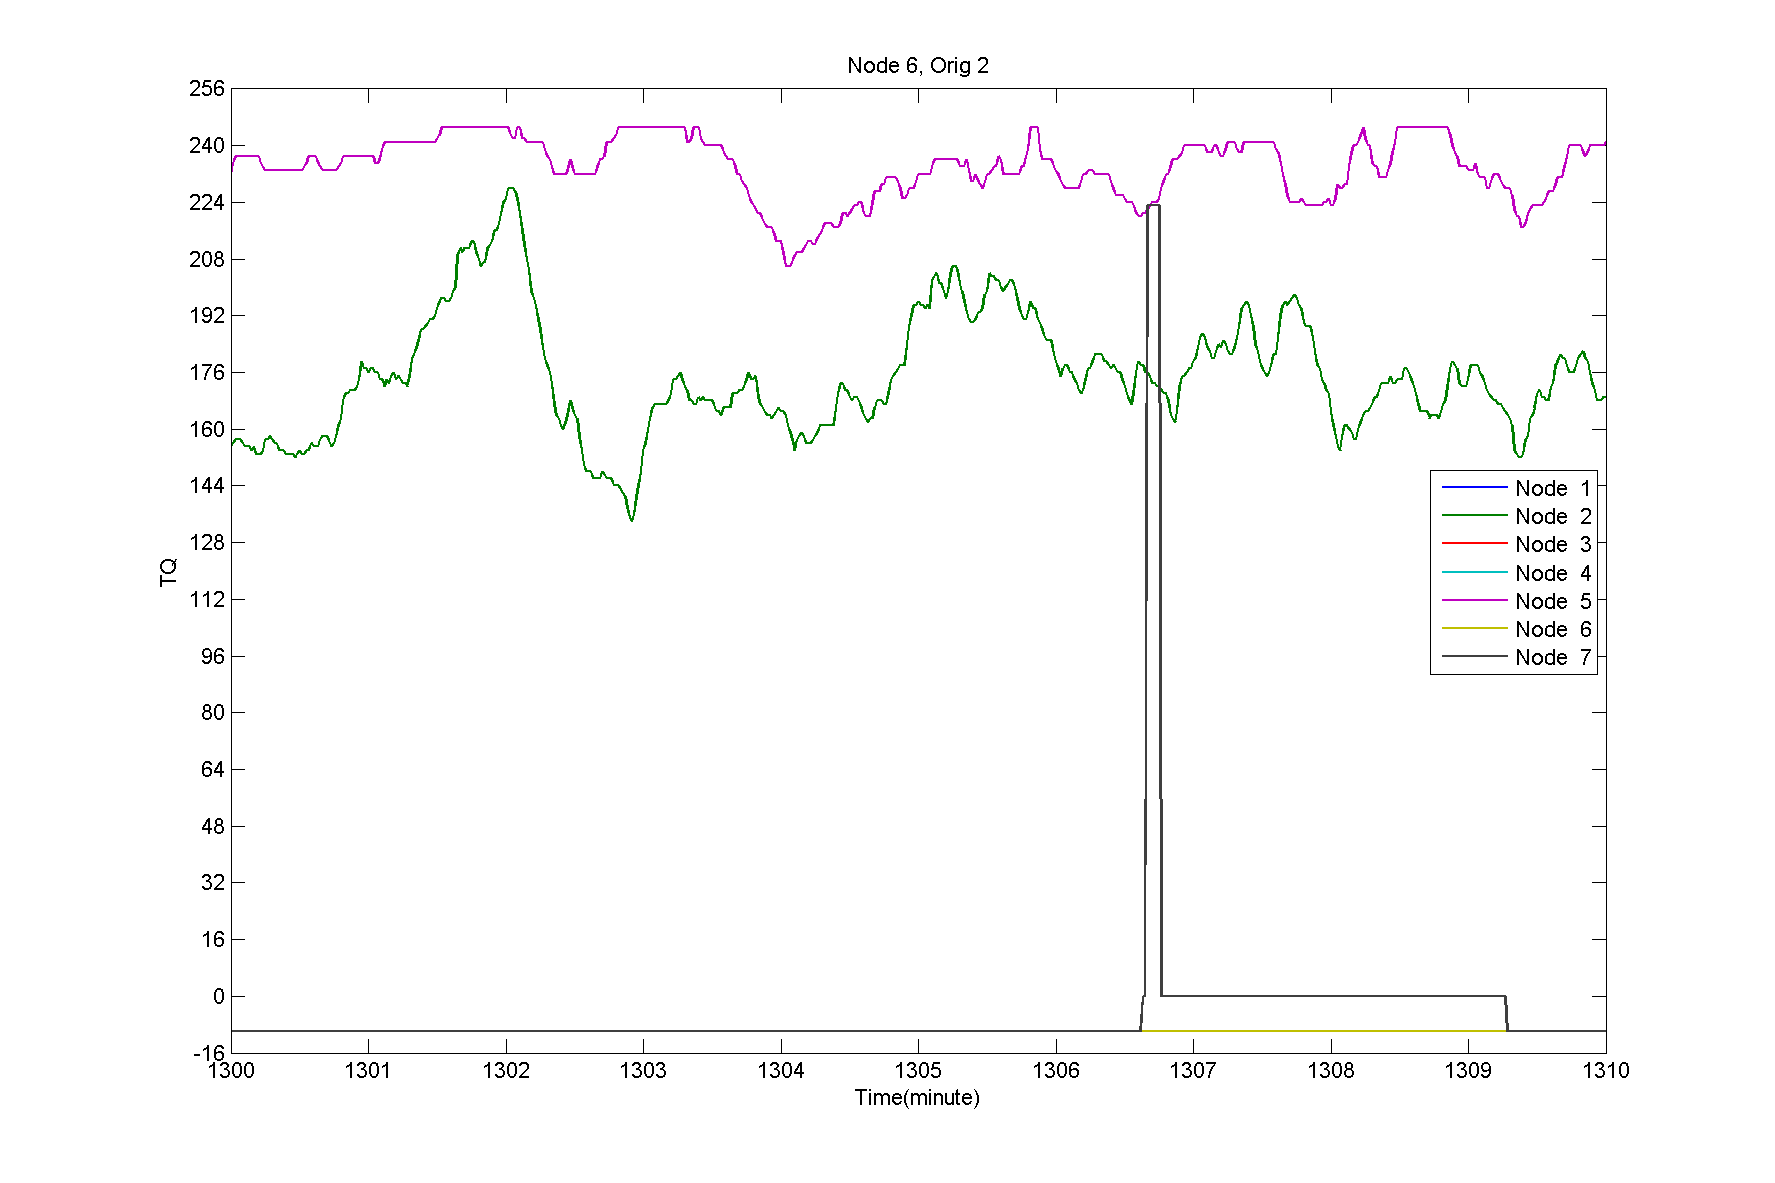 Node 6, Orig 2
256
240
224
208
192
176
160
144
128
112
96
80
64
48
32
16
0
-16
TQ
Node 1
Node 2
Node 3
Node 4
Node 5
Node 6
Node 7
1300 1301 1302 1303 1304 1305 1306 1307 1308 1309 1310
Time(minute)